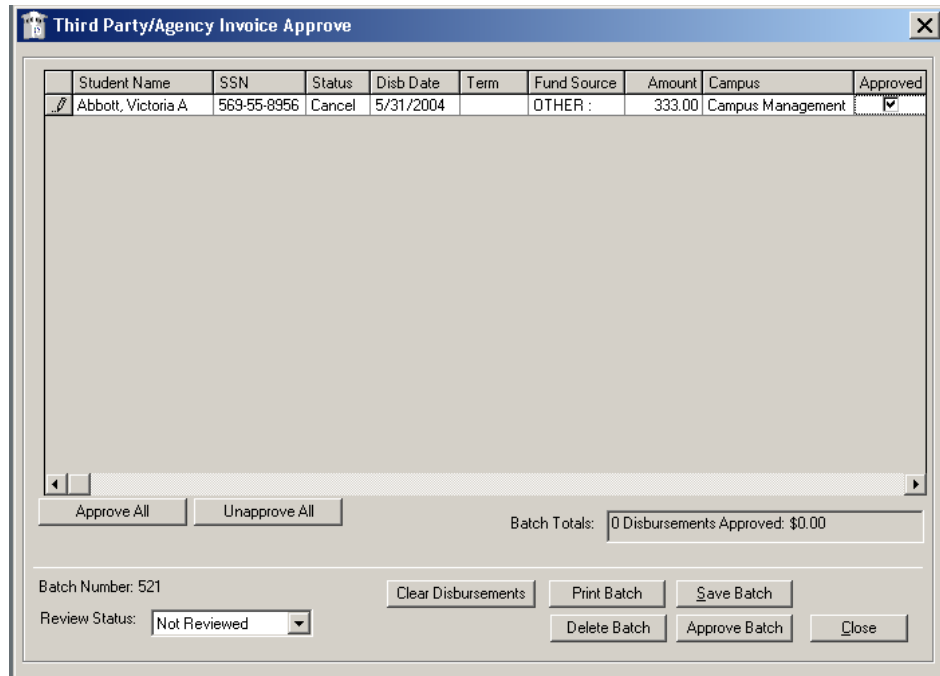 Third Party/Agency Invoice Approve
Student Name SSN Status Disb Date Term Fund Source Amount Campus Approved
Abbott, Victoria A 569-55-8956 Cancel 5/31/2004 OTHER : 333.00 Campus Management
Approve All Unapprove All
Batch Totals: 0 Disbursements Approved: $0.00
Batch Number: 521
Clear Disbursements Print Batch Save Batch
Review Status: Not Reviewed
Delete Batch Approve Batch Close